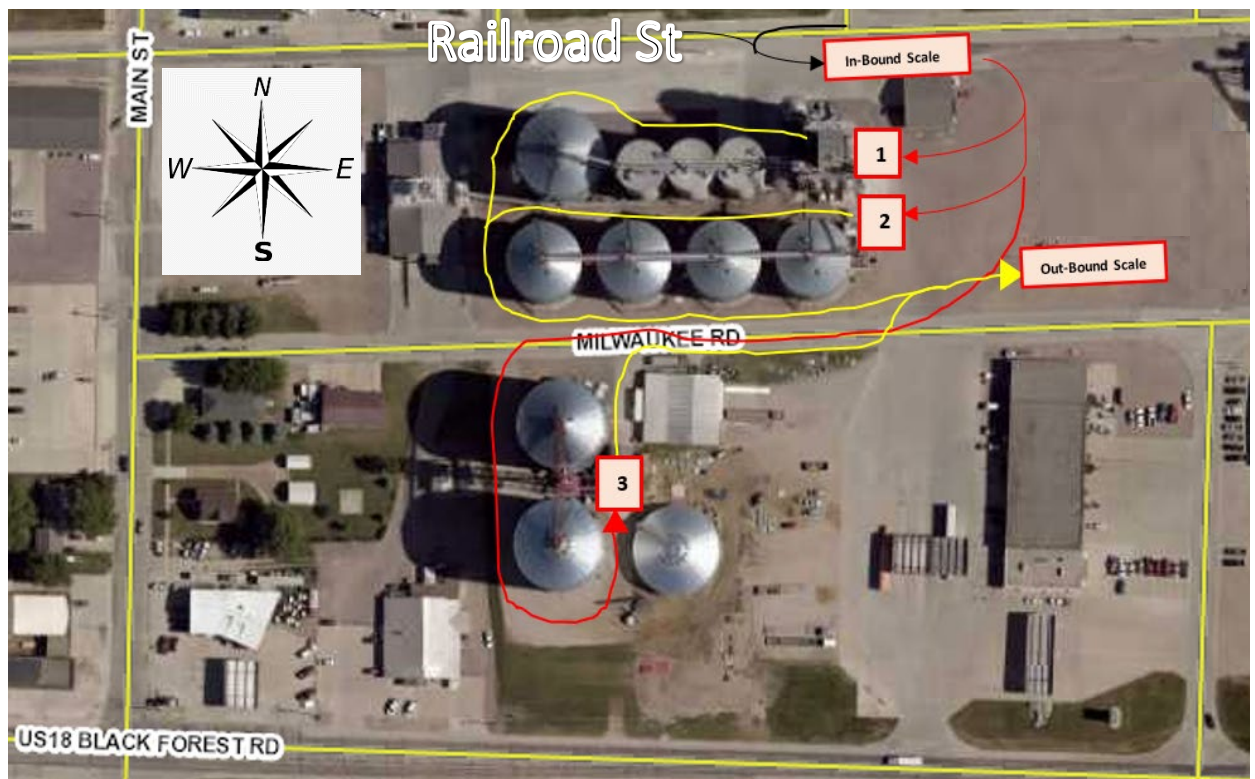 Railroad St
MAIN ST
In-Bound Scale
N
W
E
S
1
2
Out-Bound Scale
MILWAUKEE RD
3
US18 BLACK FOREST RD